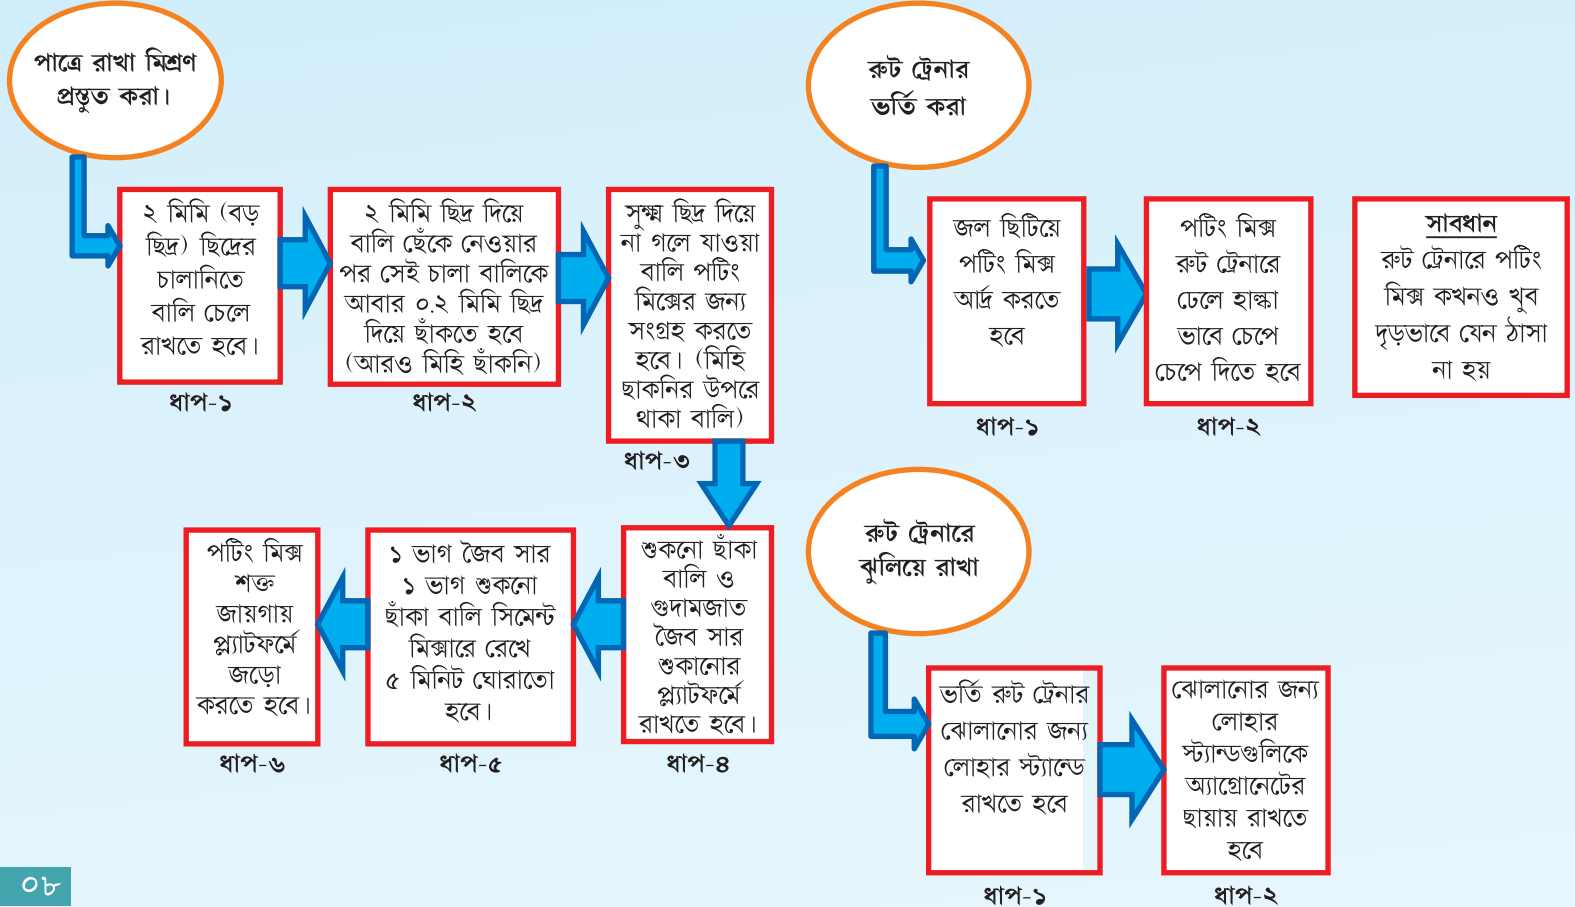 পাত্রে রাখা মিশ্রণ
প্রস্তুত করা।
২ মিমি (বড়
ছিদ্র) ছিদ্রের
চালানিতে
বালি চেলে
রাখতে হবে।
ধাপ-১
২ মিমি ছিদ্র দিয়ে
বালি ছেঁকে নেওয়ার
পর সেই চালা বালিকে
আবার ০.২ মিমি ছিদ্র
দিয়ে ছাঁকতে হবে
(আরও মিহি ছাঁকনি)
ধাপ-২
সুক্ষ্ম ছিদ্র দিয়ে
না গলে যাওয়া
বালি পটিং
মিক্সের জন্য
সংগ্রহ করতে
হবে। (মিহি
ছাকনির উপরে
থাকা বালি)
ধাপ-৩
শুকনো ছাঁকা
বালি ও
গুদামজাত
জৈব সার
শুকানোর
প্ল্যাটফর্মে
রাখতে হবে।
ধাপ-৪
১ ভাগ জৈব সার
১ ভাগ শুকনো
ছাঁকা বালি সিমেন্ট
মিক্সারে রেখে
৫ মিনিট ঘোরাতো
হবে।
ধাপ-৫
পটিং মিক্স
শক্ত
জায়গায়
প্ল্যাটফর্মে
জড়ো
করতে হবে।
ধাপ-৬
রুট ট্রেনার
ভর্তি করা
জল ছিটিয়ে
পটিং মিক্স
আর্দ্র করতে
হবে
ধাপ-১
পটিং মিক্স
রুট ট্রেনারে
ঢেলে হাল্কা
ভাবে চেপে
চেপে দিতে হবে
ধাপ-২
সাবধান
রুট ট্রেনারে পটিং
মিক্স কখনও খুব
দৃড়ভাবে যেন ঠাসা
না হয়
রুট ট্রেনারে
ঝুলিয়ে রাখা
ভর্তি রুট ট্রেনার
ঝোলানোর জন্য
লোহার স্ট্যান্ডে
রাখতে হবে
ধাপ-১
ঝোলানোর জন্য
লোহার
স্ট্যান্ডগুলিকে
অ্যাগ্রোনেটের
ছায়ায় রাখতে
হবে
ধাপ-২
০৮